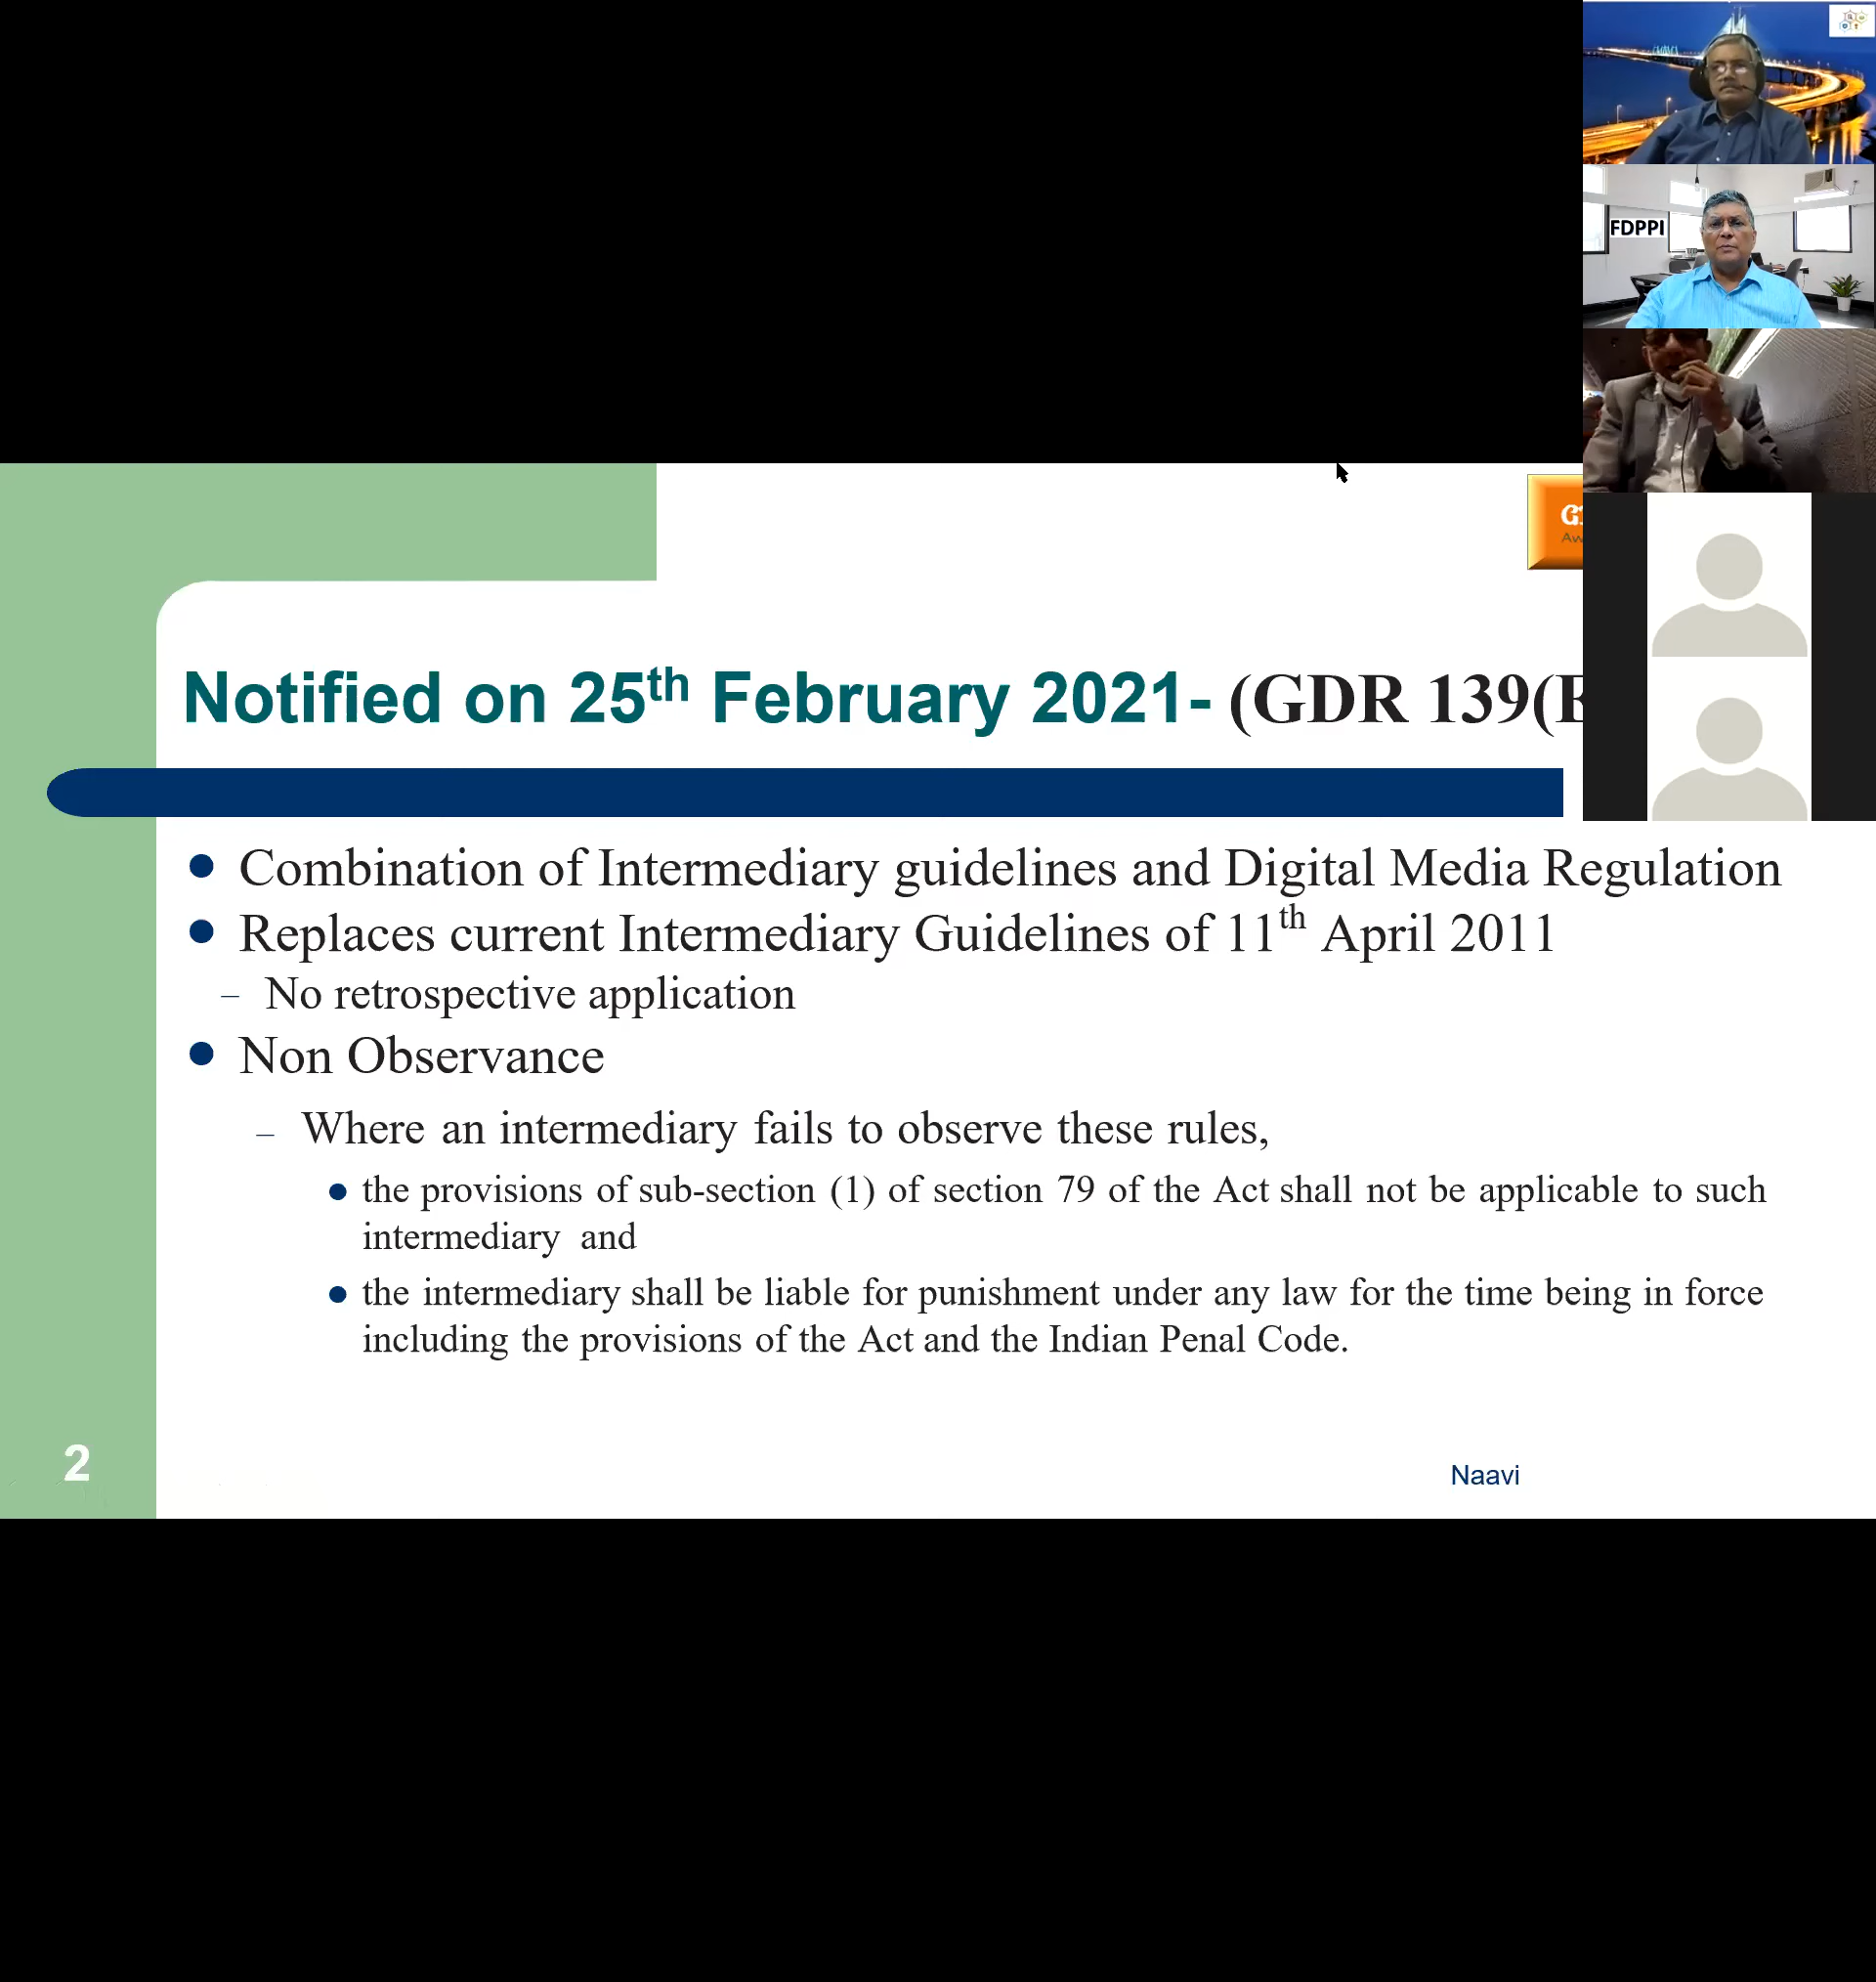 FDPPI
Notified on 25th February 2021- (GDR 139(E
Combination of Intermediary guidelines and Digital Media Regulation
Replaces current Intermediary Guidelines of 11th April 2011
– No retrospective application
Non Observance
– Where an intermediary fails to observe these rules,
the provisions of sub-section (1) of section 79 of the Act shall not be applicable to such
intermediary and
the intermediary shall be liable for punishment under any law for the time being in force
including the provisions of the Act and the Indian Penal Code.
2
Naavi